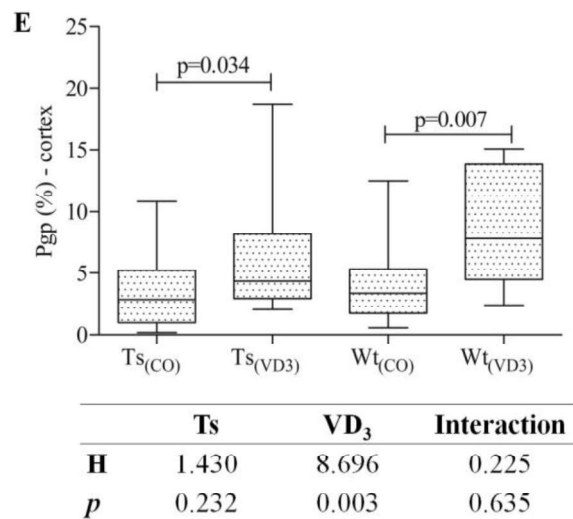 E
Pgp (%) - cortex
25
20
15
10
5
0
p=0.034
p=0.007
Ts(CO) Ts(VD3) Wt(CO) Wt(VD3)
Ts VD3 Interaction
H 1.430 8.696 0.225
p 0.232 0.003 0.635